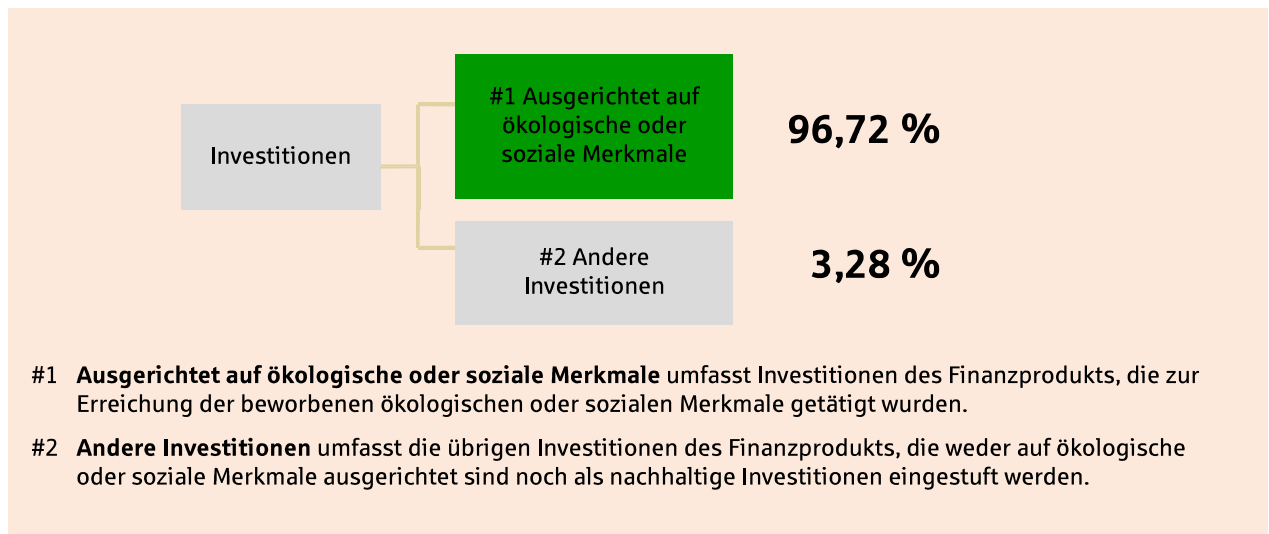 Investitionen
#1 Ausgerichtet auf
ökologische oder
soziale Merkmale
96,72 %
#2 Andere
Investitionen
3,28 %
#1 Ausgerichtet auf ökologische oder soziale Merkmale umfasst Investitionen des Finanzprodukts, die zur
Erreichung der beworbenen ökologischen oder sozialen Merkmale getätigt wurden.
#2 Andere Investitionen umfasst die übrigen Investitionen des Finanzprodukts, die weder auf ökologische
oder soziale Merkmale ausgerichtet sind noch als nachhaltige Investitionen eingestuft werden.